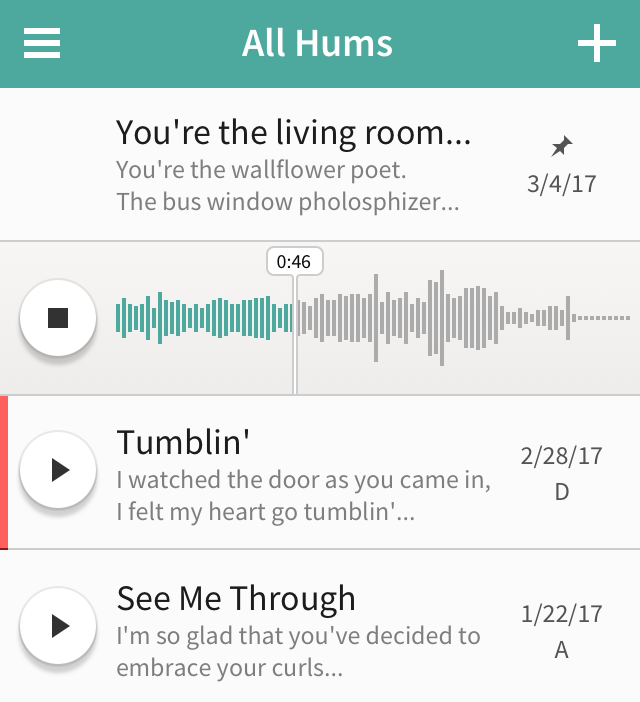 All Hums
You're the living room...
You're the wallflower poet.
The bus window pholosphizer...
3/4/17
0:46
Tumblin'
I watched the door as you came in,
I felt my heart go tumblin'...
2/28/17
D
See Me Through
I'm so glad that you've decided to
embrace your curls...
1/22/17
A